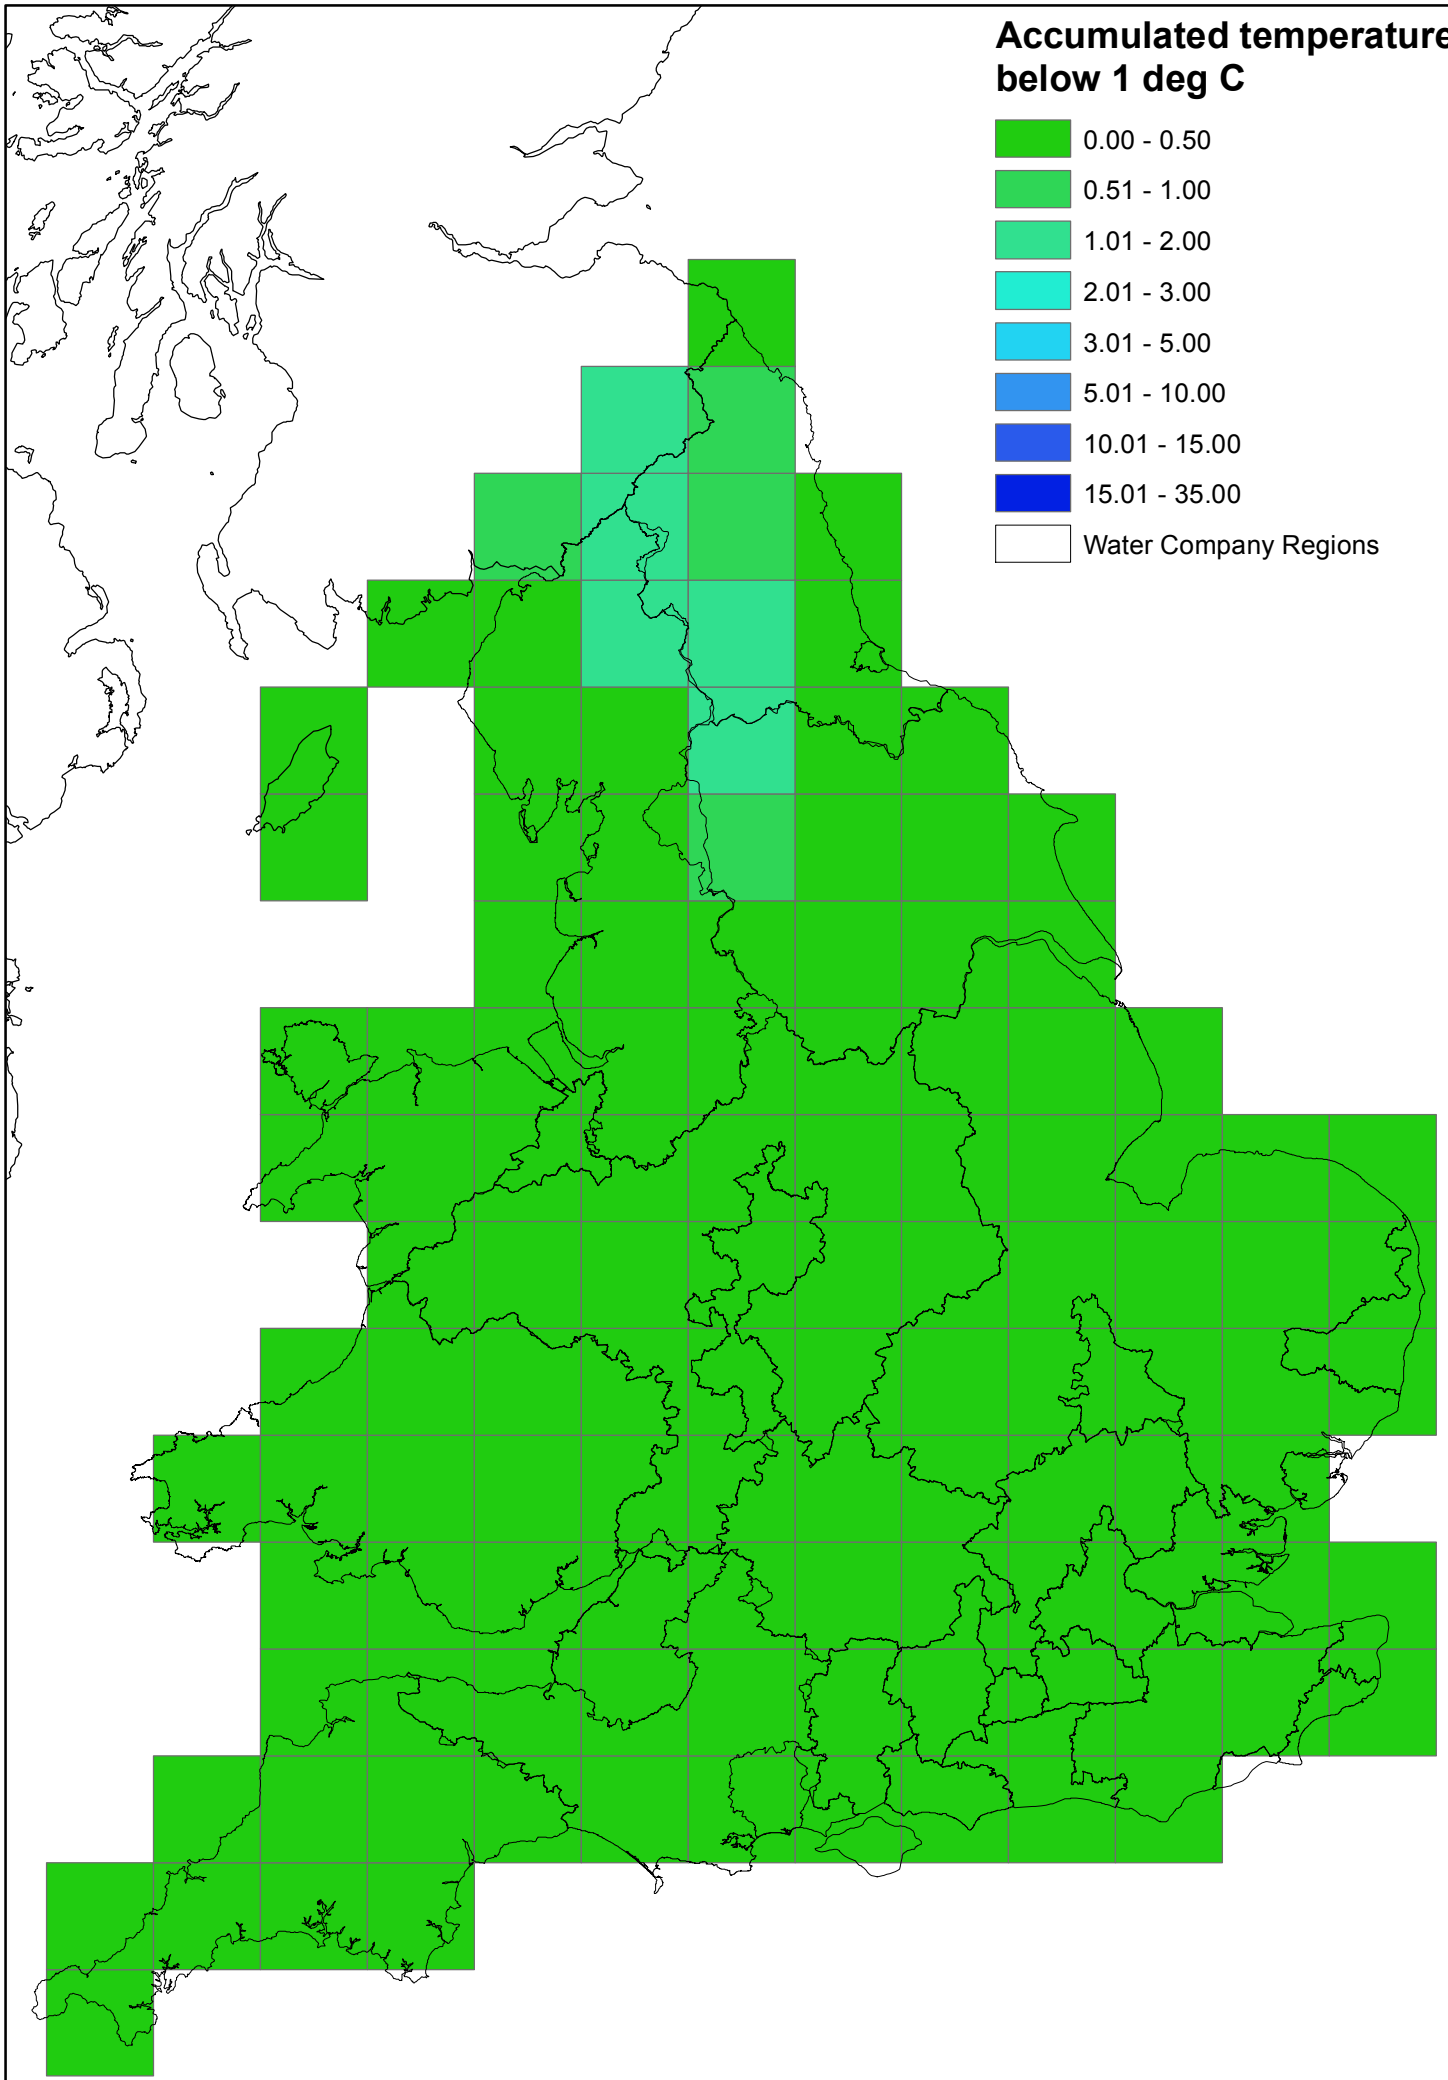 Accumulated temperature
below 1 deg C
0.00 - 0.50
0.51 - 1.00
1.01 - 2.00
2.01 - 3.00
3.01 - 5.00
5.01 - 10.00
10.01 - 15.00
15.01 - 35.00
Water Company Regions